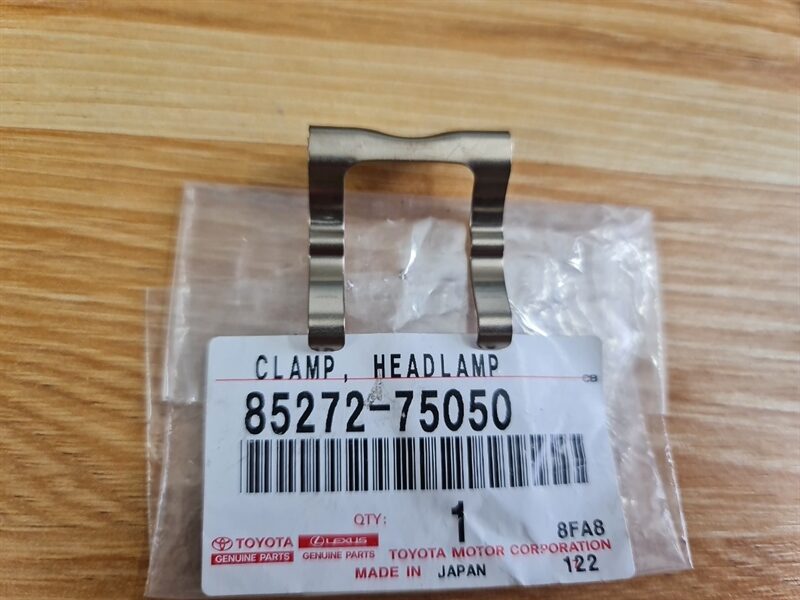 CLAMP, HEADLAMP
CB
85272-75050
QTY: 1 8FA8
TOYOTA LEXUS TOYOTA MOTOR CORPORATION
GENUINE PARTS GENUINE PARTS
MADE IN JAPAN 122